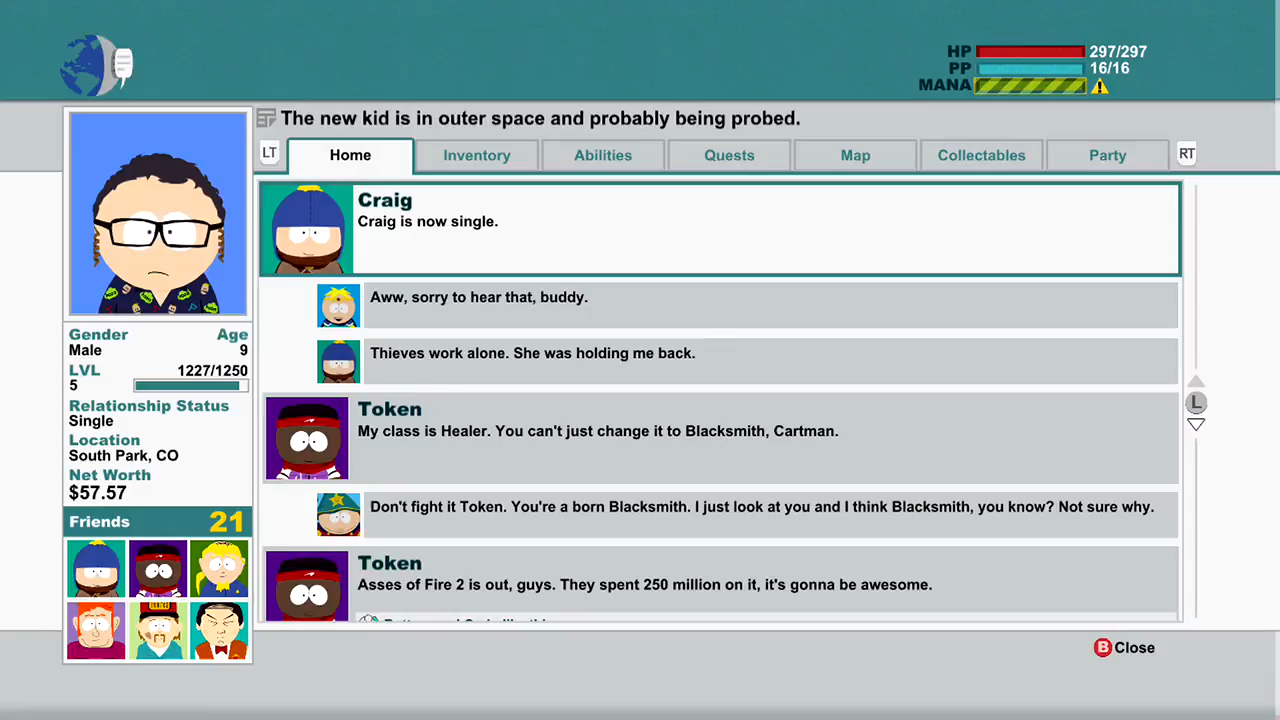 HP 297/297
PP 16/16
MANA
The new kid is in outer space and probably being probed.
LT Home Inventory Abilities Quests Map Collectables Party RT
Craig
Craig is now single.
Aww, sorry to hear that, buddy.
Thieves work alone. She was holding me back.
Token
My class is Healer. You can't just change it to Blacksmith, Cartman.
Don't fight it Token. You're a born Blacksmith. I just look at you and I think Blacksmith, you know? Not sure why.
Token
Asses of Fire 2 is out, guys. They spent 250 million on it, it's gonna be awesome.
Gender Age
Male 9
LVL 1227/1250
5
Relationship Status
Single
Location
South Park, CO
Net Worth
$57.57
Friends 21
L
B Close